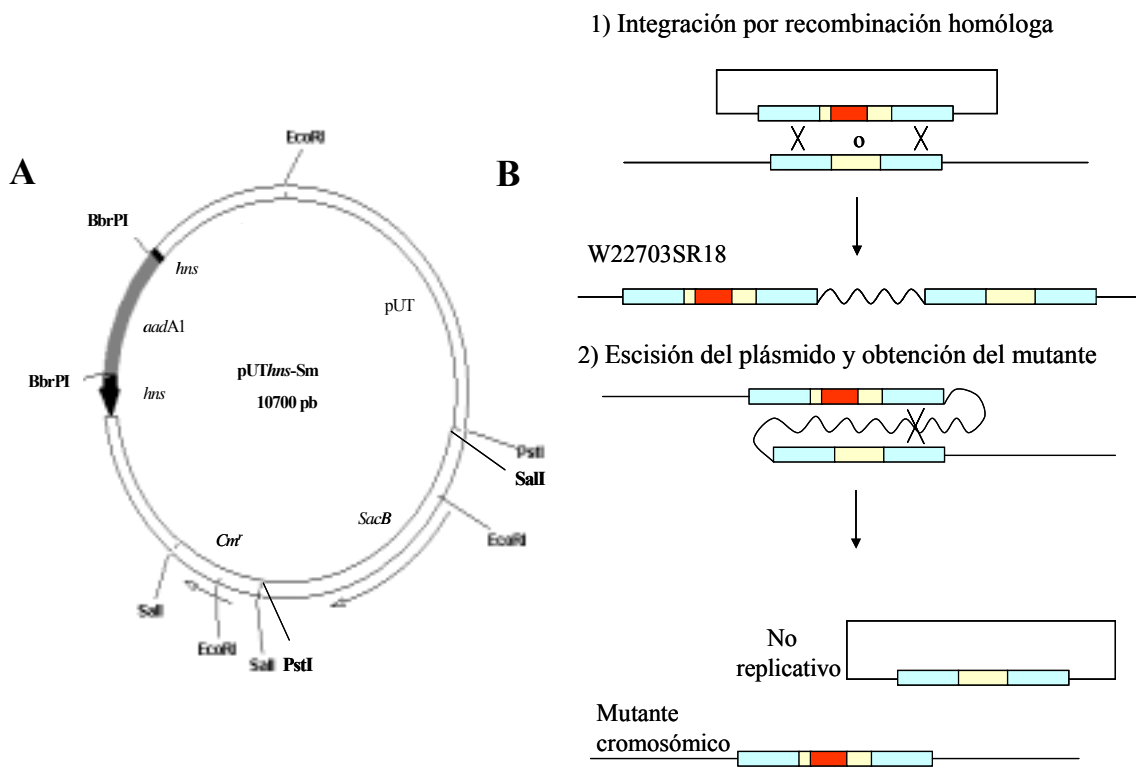 A
EcoRI
BbrPI
hns
aadA1
pUT
BbrPI
hns
pUThns-Sm
10700 pb
PstI
SalI
SacB
EcoRI
Cmr
SalI
EcoRI
SalI PstI
B
1) Integración por recombinación homóloga
o
W22703SR18
2) Escisión del plásmido y obtención del mutante
No
replicativo
Mutante
cromosómico